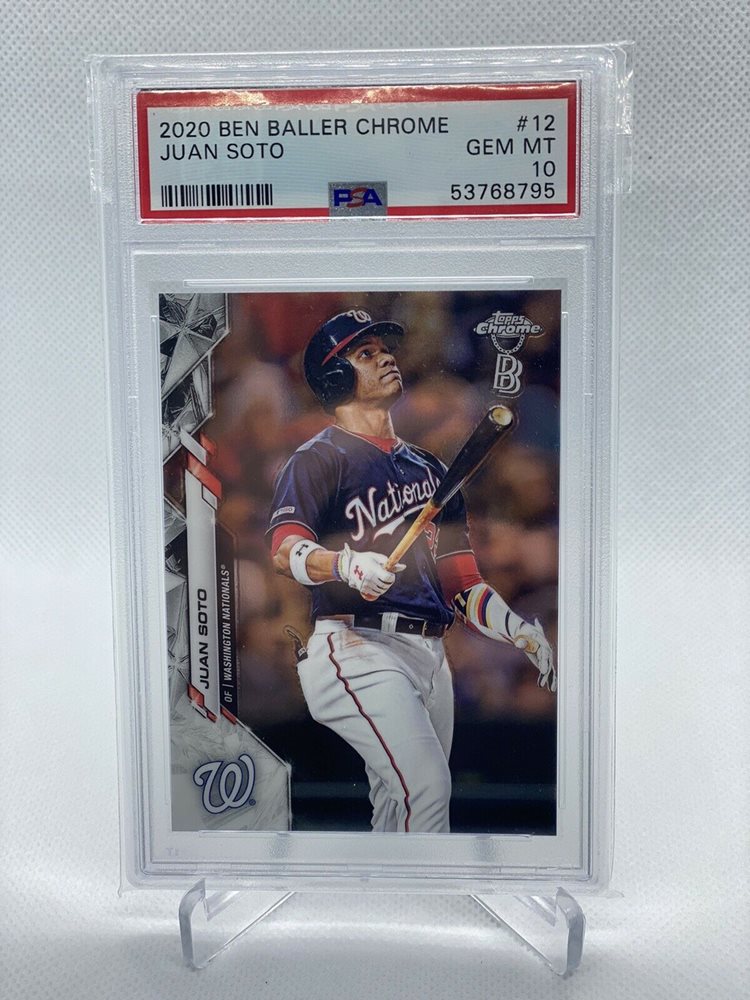 2020 BEN BALLER CHROME #12
JUAN SOTO GEM MT
10
PSA 53768795
Topps
Chrome
B
W
Nationals
JUAN SOTO
OF | WASHINGTON NATIONALS®
W®